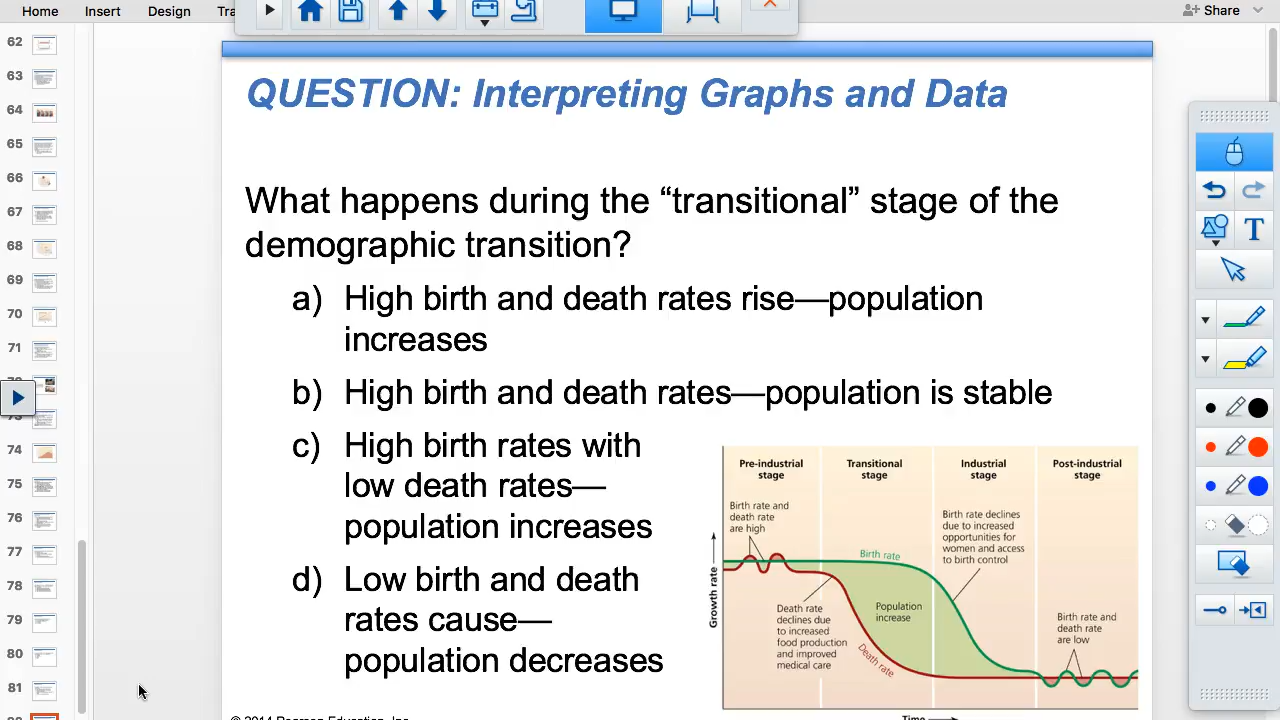 Home Insert Design Tra
Share
62
63
64
65
66
67
68
69
70
71
73
74
75
76
77
78
79
80
81
QUESTION: Interpreting Graphs and Data
What happens during the “transitional” stage of the
demographic transition?
a) High birth and death rates rise—population
increases
b) High birth and death rates—population is stable
c) High birth rates with
low death rates—
population increases
d) Low birth and death
rates cause—
population decreases
Pre-industrial
stage
Transitional
stage
Industrial
stage
Post-industrial
stage
Birth rate and
death rate
are high
Birth rate
Birth rate declines
due to increased
opportunities for
women and access
to birth control
Growth rate
Death rate
declines due
to increased
food production
and improved
medical care
Population
increase
Death rate
Birth rate and
death rate
are low
Time
© 2014 Pearson Education, Inc.
T